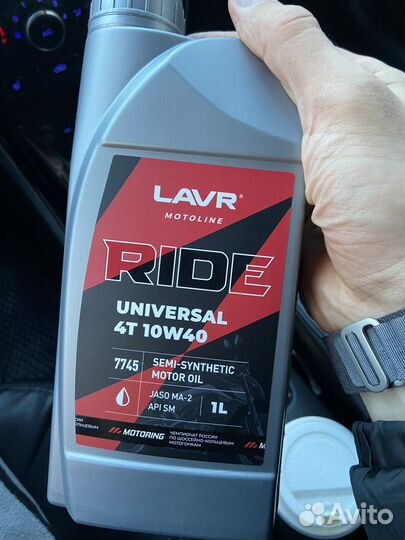 LAVR®
MOTOLINE
RIDE
UNIVERSAL
4T 10W40
7745
SEMI-SYNTHETIC
MOTOR OIL
JASO MA-2
API SM
1L
MOTORING
ЧЕМПИОНАТ РОССИИ
ПО ШОССЕЙНО-КОЛЬЦЕВЫМ
МОТОГОНКАМ
Avito